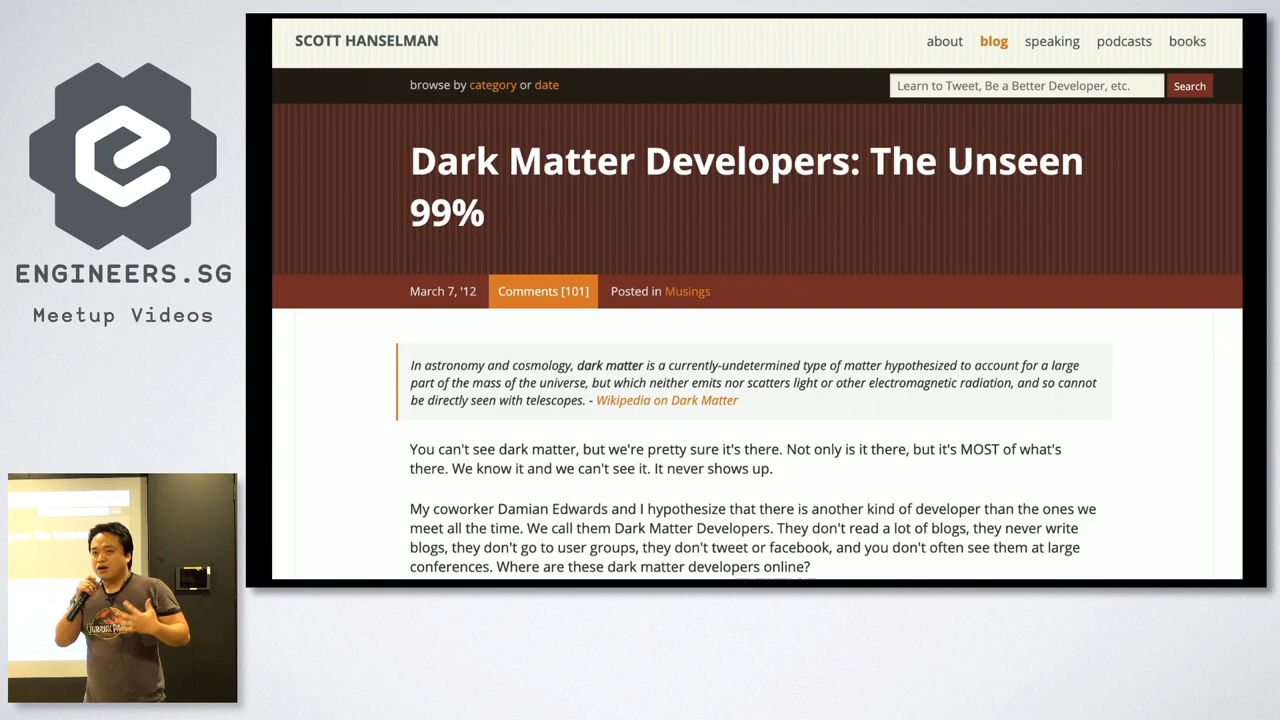 ENGINEERS.SG
Meetup Videos
SCOTT HANSELMAN
about blog speaking podcasts books
browse by category or date
Learn to Tweet, Be a Better Developer, etc.
Search
Dark Matter Developers: The Unseen
99%
March 7, '12
Comments [101]
Posted in Musings
In astronomy and cosmology, dark matter is a currently-undetermined type of matter hypothesized to account for a large
part of the mass of the universe, but which neither emits nor scatters light or other electromagnetic radiation, and so cannot
be directly seen with telescopes. - Wikipedia on Dark Matter
You can't see dark matter, but we're pretty sure it's there. Not only is it there, but it's MOST of what's
there. We know it and we can't see it. It never shows up.
My coworker Damian Edwards and I hypothesize that there is another kind of developer than the ones we
meet all the time. We call them Dark Matter Developers. They don't read a lot of blogs, they never write
blogs, they don't go to user groups, they don't tweet or facebook, and you don't often see them at large
conferences. Where are these dark matter developers online?
JURASSIC PARK